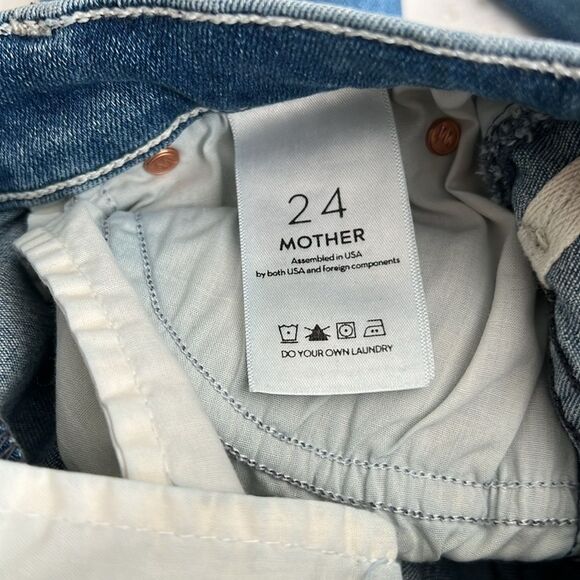 24
MOTHER
Assembled in USA
by both USA and foreign components
DO YOUR OWN LAUNDRY